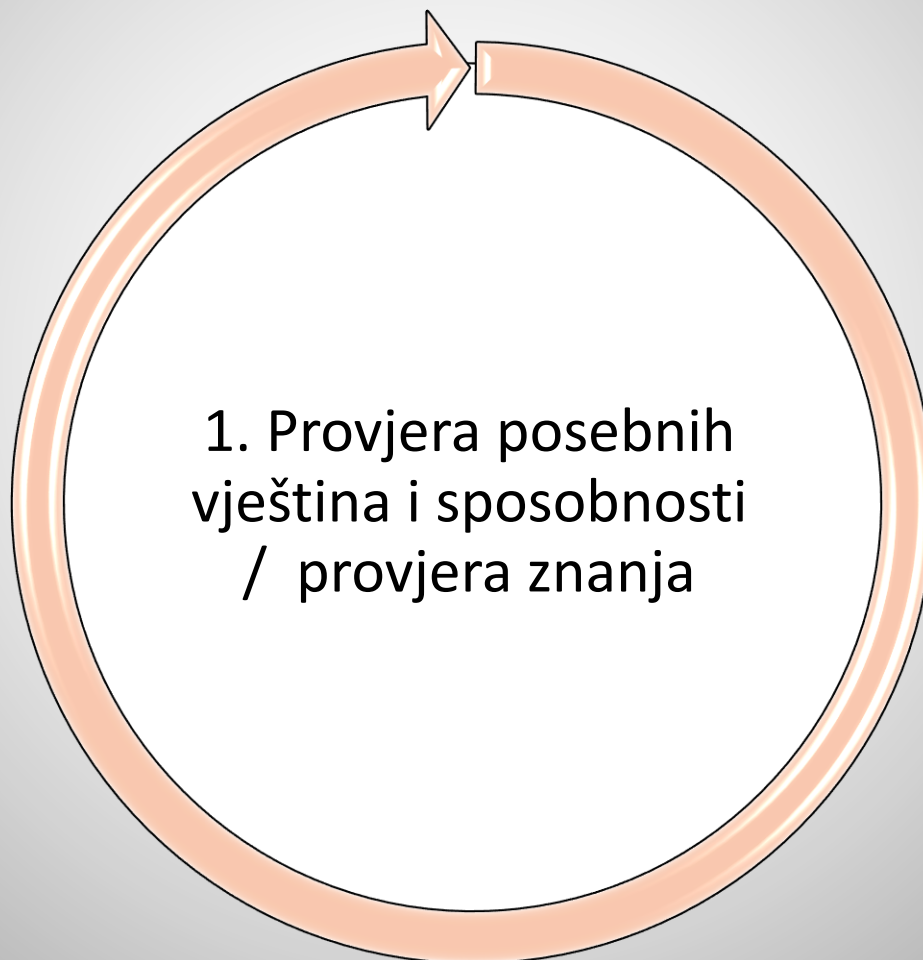 1. Provjera posebnih
vještina i sposobnosti
/  provjera znanja